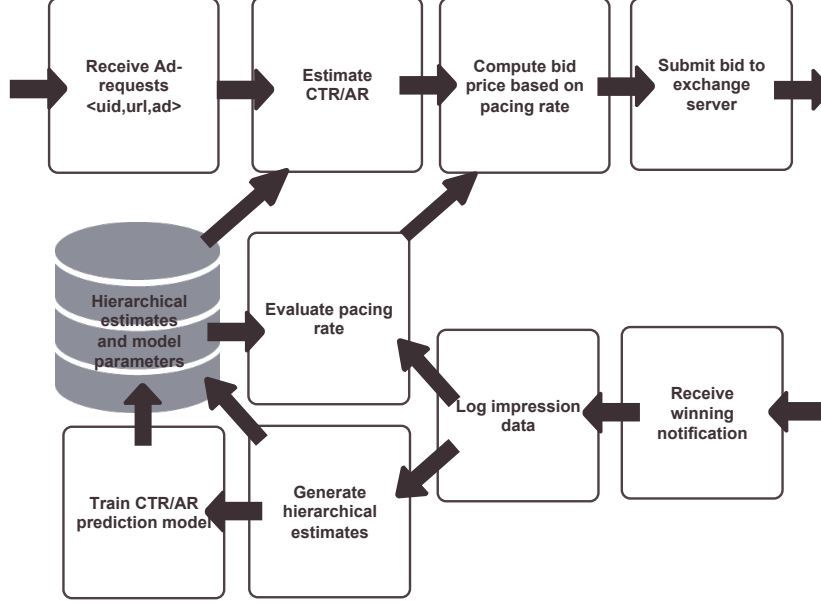 Receive Ad-
requests
<uid,url,ad>
Estimate
CTR/AR
Compute bid
price based on
pacing rate
Submit bid to
exchange
server
Hierarchical
estimates
and model
parameters
Evaluate pacing
rate
Log impression
data
Receive
winning
notification
Train CTR/AR
prediction model
Generate
hierarchical
estimates